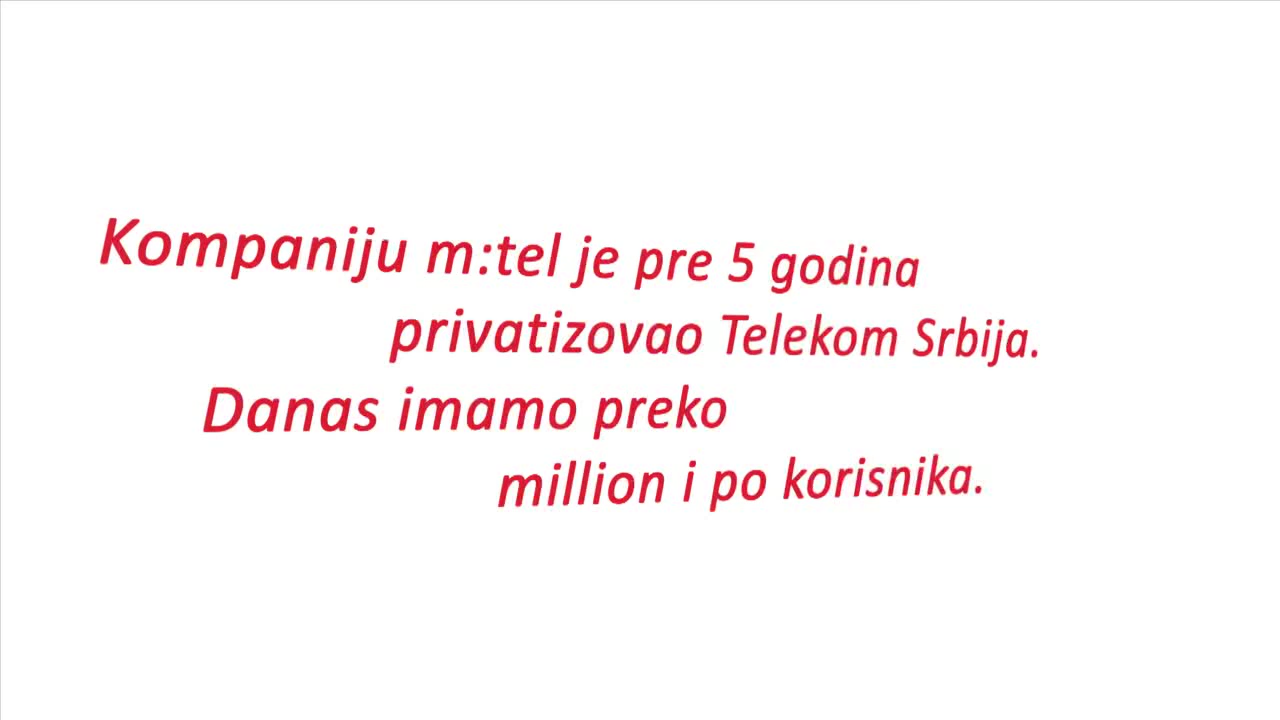 Kompaniju m:tel je pre 5 godina
privatizovao Telekom Srbija.
Danas imamo preko
million i po korisnika.